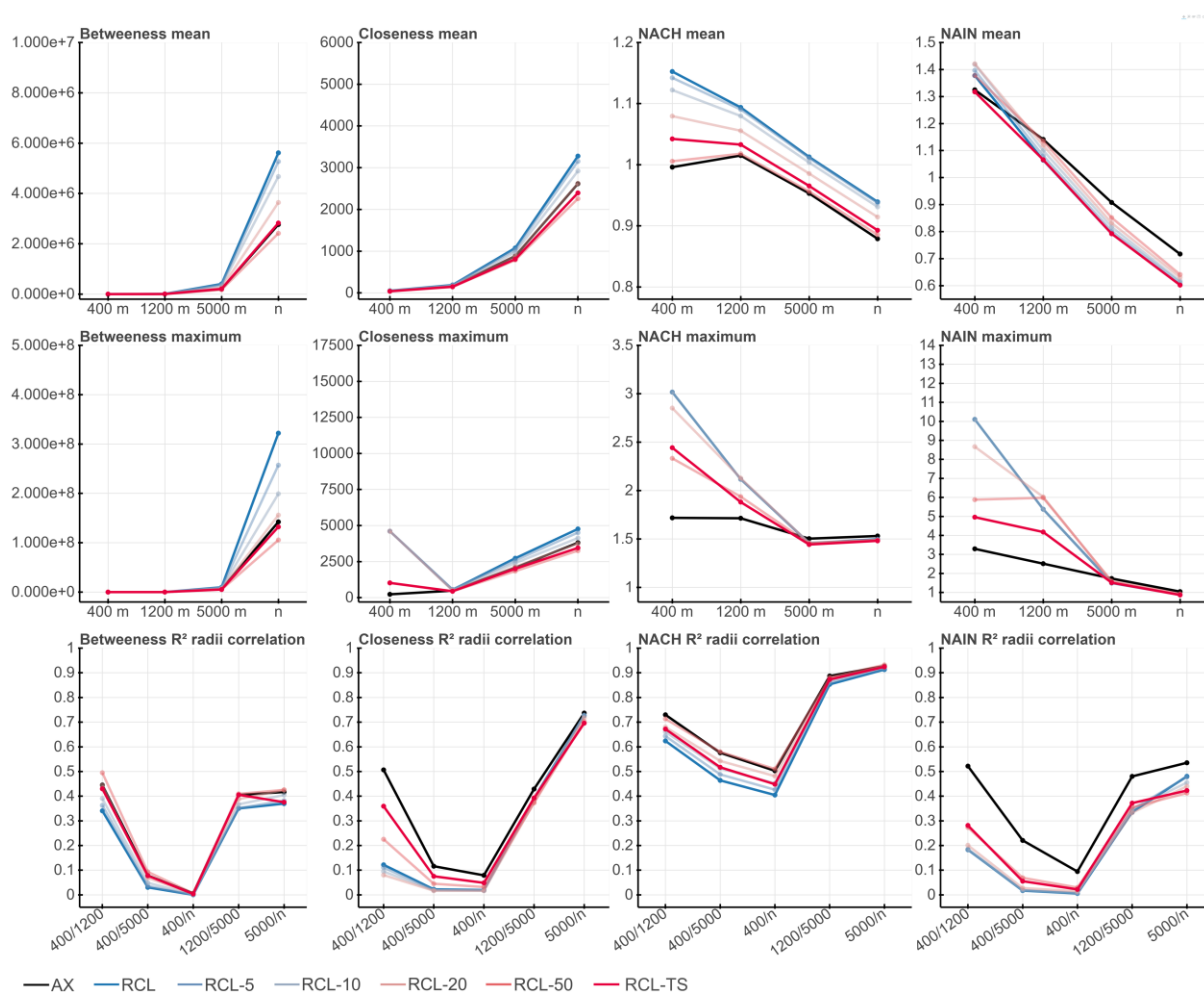 Betweeness mean
1.000e+7
8.000e+6
6.000e+6
4.000e+6
2.000e+6
0.000e+0
400 m 1200 m 5000 m n
Closeness mean
6000
5000
4000
3000
2000
1000
0
400 m 1200 m 5000 m n
NACH mean
1.2
1.1
1
0.9
0.8
400 m 1200 m 5000 m n
NAIN mean
1.5
1.4
1.3
1.2
1.1
1
0.9
0.8
0.7
0.6
400 m 1200 m 5000 m n
Betweeness maximum
5.000e+8
4.000e+8
3.000e+8
2.000e+8
1.000e+8
0.000e+0
400 m 1200 m 5000 m n
Closeness maximum
17500
15000
12500
10000
7500
5000
2500
0
400 m 1200 m 5000 m n
NACH maximum
3.5
3
2.5
2
1.5
1
400 m 1200 m 5000 m n
NAIN maximum
14
13
12
11
10
9
8
7
6
5
4
3
2
1
400 m 1200 m 5000 m n
Betweeness R² radii correlation
1
0.9
0.8
0.7
0.6
0.5
0.4
0.3
0.2
0.1
0
400/1200 400/5000 400/n 1200/5000 5000/n
Closeness R² radii correlation
1
0.9
0.8
0.7
0.6
0.5
0.4
0.3
0.2
0.1
0
400/1200 400/5000 400/n 1200/5000 5000/n
NACH R² radii correlation
1
0.9
0.8
0.7
0.6
0.5
0.4
0.3
0.2
0.1
0
400/1200 400/5000 400/n 1200/5000 5000/n
NAIN R² radii correlation
1
0.9
0.8
0.7
0.6
0.5
0.4
0.3
0.2
0.1
0
400/1200 400/5000 400/n 1200/5000 5000/n
AX RCL RCL-5 RCL-10 RCL-20 RCL-50 RCL-TS